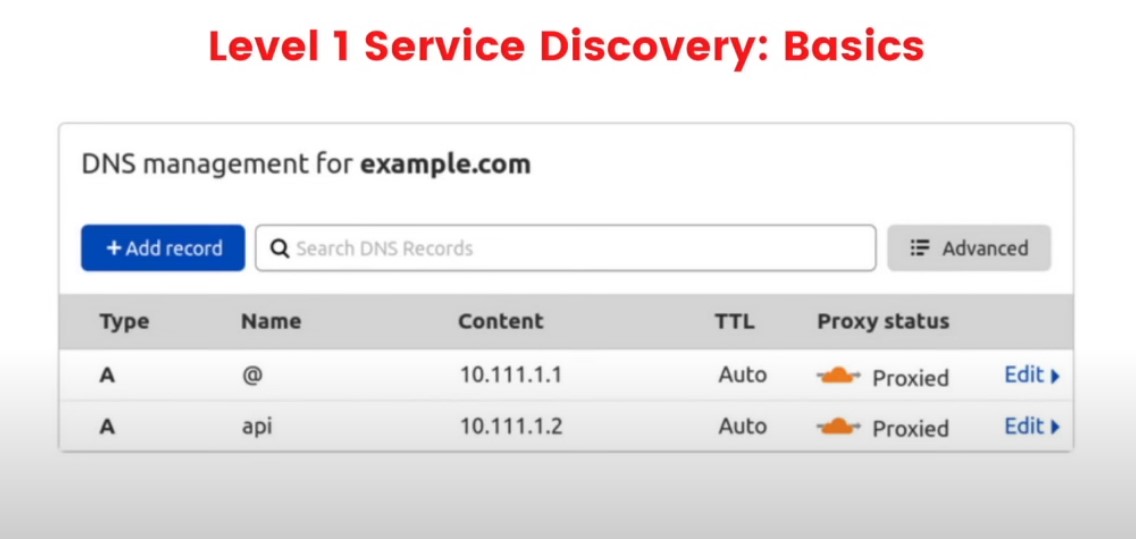 Level 1 Service Discovery: Basics
DNS management for example.com
+ Add record
Search DNS Records
Advanced
Type Name Content TTL Proxy status
A @ 10.111.1.1 Auto Proxied Edit
A api 10.111.1.2 Auto Proxied Edit